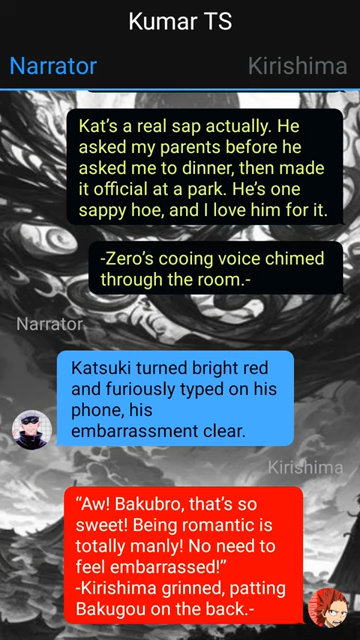 Kumar TS
Narrator
Kirishima
Kat's a real sap actually. He
asked my parents before he
asked me to dinner, then made
it official at a park. He's one
sappy hoe, and I love him for it.
-Zero's cooing voice chimed
through the room.-
Narrator
Katsuki turned bright red
and furiously typed on his
phone, his
embarrassment clear.
Kirishima
“Aw! Bakubro, that's so
sweet! Being romantic is
totally manly! No need to
feel embarrassed!”
-Kirishima grinned, patting
Bakugou on the back.-